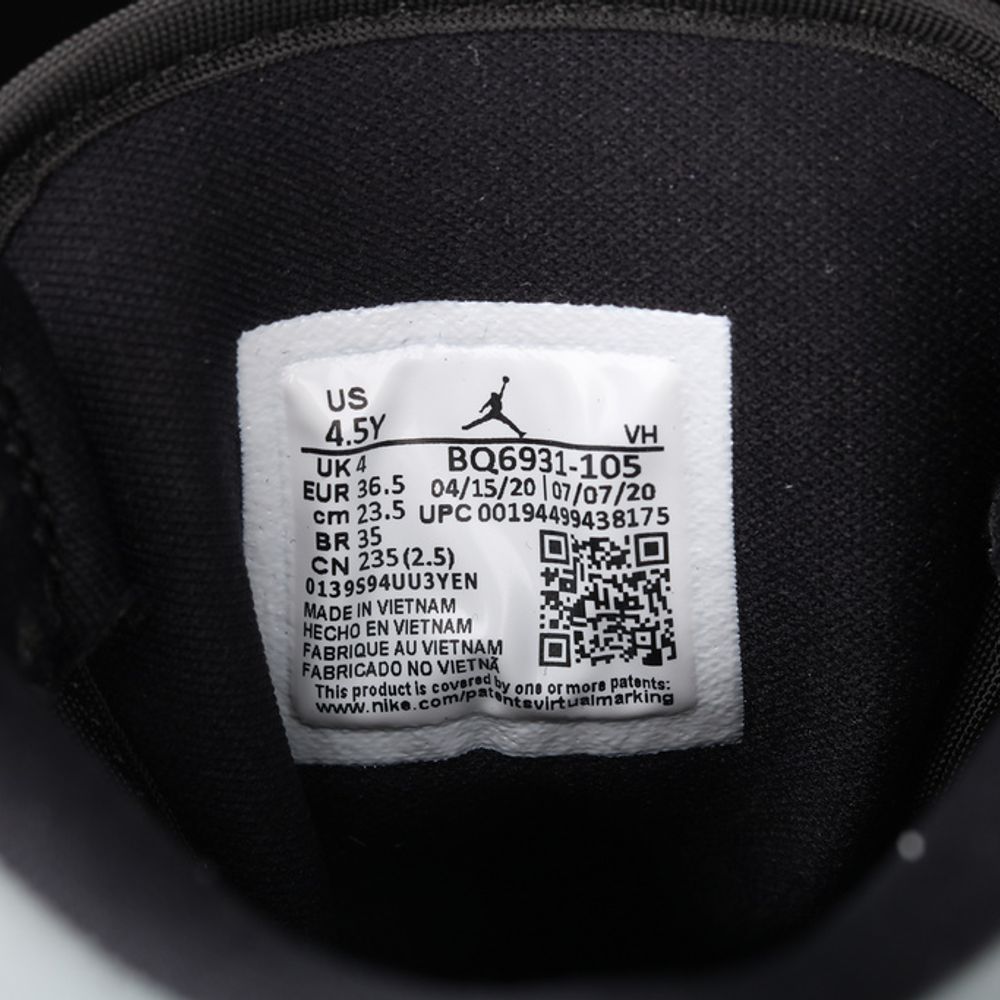 US
4.5Y
VH
UK 4
BQ6931-105
EUR 36.5
04/15/20 | 07/07/20
cm 23.5
UPC 00194499438175
BR 35
CN 235 (2.5)
0139S94UU3YEN
MADE IN VIETNAM
HECHO EN VIETNAM
FABRIQUE AU VIETNAM
FABRICADO NO VIETNÃ
This product is covered by one or more patents:
www.nike.com/patentsvirtualmarking